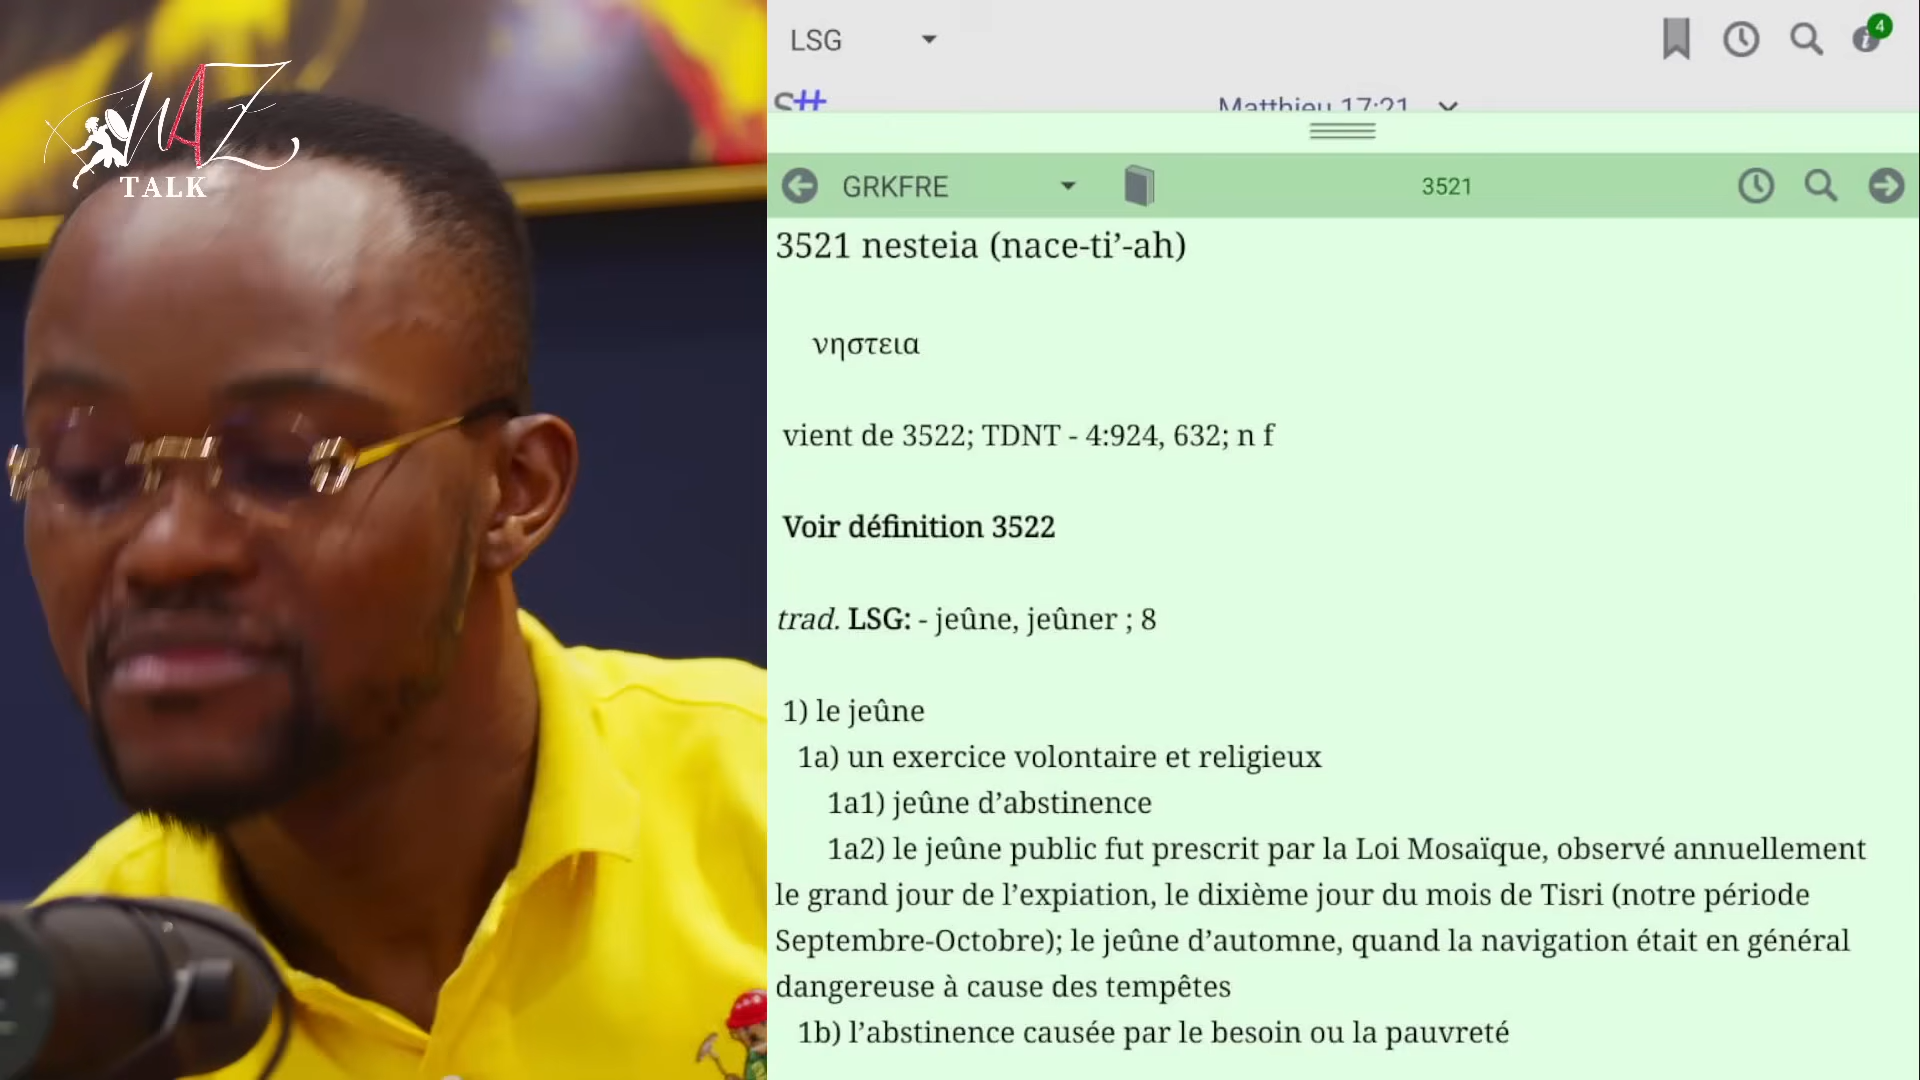 NAZ
TALK
LSG
4
S#
Matthieu 17:21
GRKFRE
3521
3521 nesteia (nace-ti’-ah)
νηστεια
vient de 3522; TDNT - 4:924, 632; n f
Voir définition 3522
trad. LSG: - jeûne, jeûner ; 8
1) le jeûne
1a) un exercice volontaire et religieux
1a1) jeûne d’abstinence
1a2) le jeûne public fut prescrit par la Loi Mosaïque, observé annuellement
le grand jour de l’expiation, le dixième jour du mois de Tisri (notre période
Septembre-Octobre); le jeûne d’automne, quand la navigation était en général
dangereuse à cause des tempêtes
1b) l’abstinence causée par le besoin ou la pauvreté